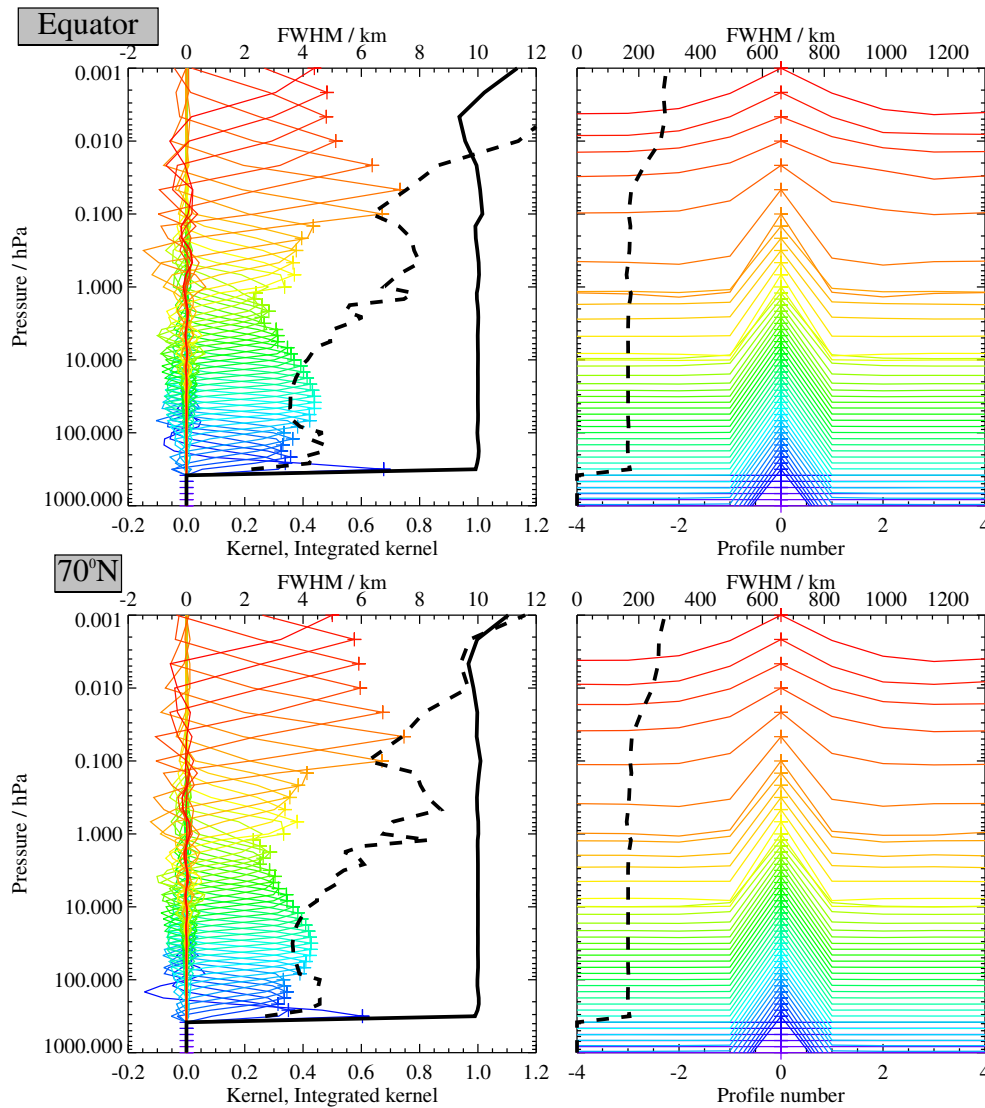 Equator
FWHM / km
FWHM / km
-2 0 2 4 6 8 10 12
0 200 400 600 800 1000 1200
0.001
0.010
0.100
1.000
10.000
100.000
1000.000
Pressure / hPa
-0.2 0.0 0.2 0.4 0.6 0.8 1.0 1.2
-4 -2 0 2 4
Kernel, Integrated kernel
Profile number
70⁰N
FWHM / km
FWHM / km
-2 0 2 4 6 8 10 12
0 200 400 600 800 1000 1200
0.001
0.010
0.100
1.000
10.000
100.000
1000.000
Pressure / hPa
-0.2 0.0 0.2 0.4 0.6 0.8 1.0 1.2
-4 -2 0 2 4
Kernel, Integrated kernel
Profile number